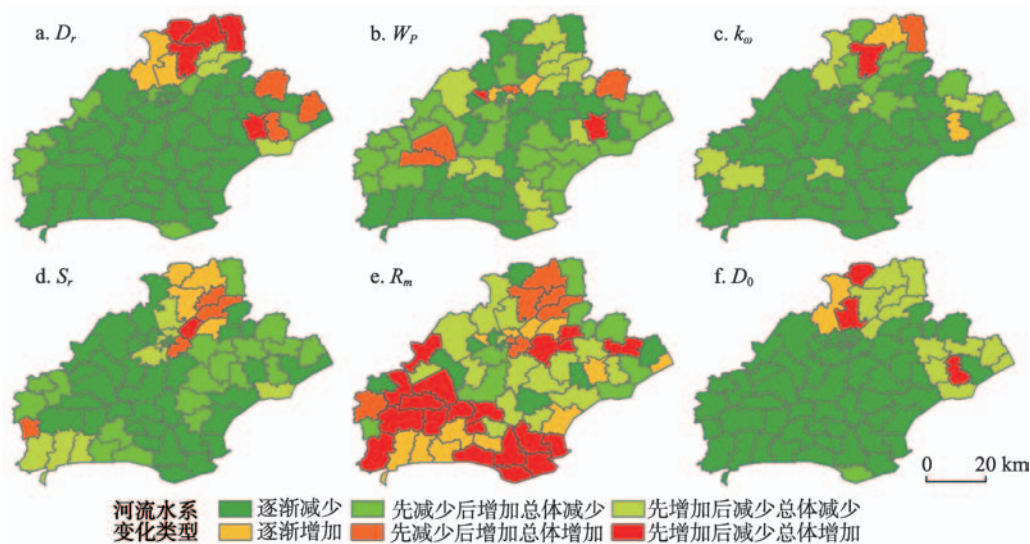 a. Dr
b. WP
c. kω
d. Sr
e. Rm
f. D0
0 20 km
河流水系 逐渐减少 先减少后增加总体减少 先增加后减少总体减少
变化类型 逐渐增加 先减少后增加总体增加 先增加后减少总体增加